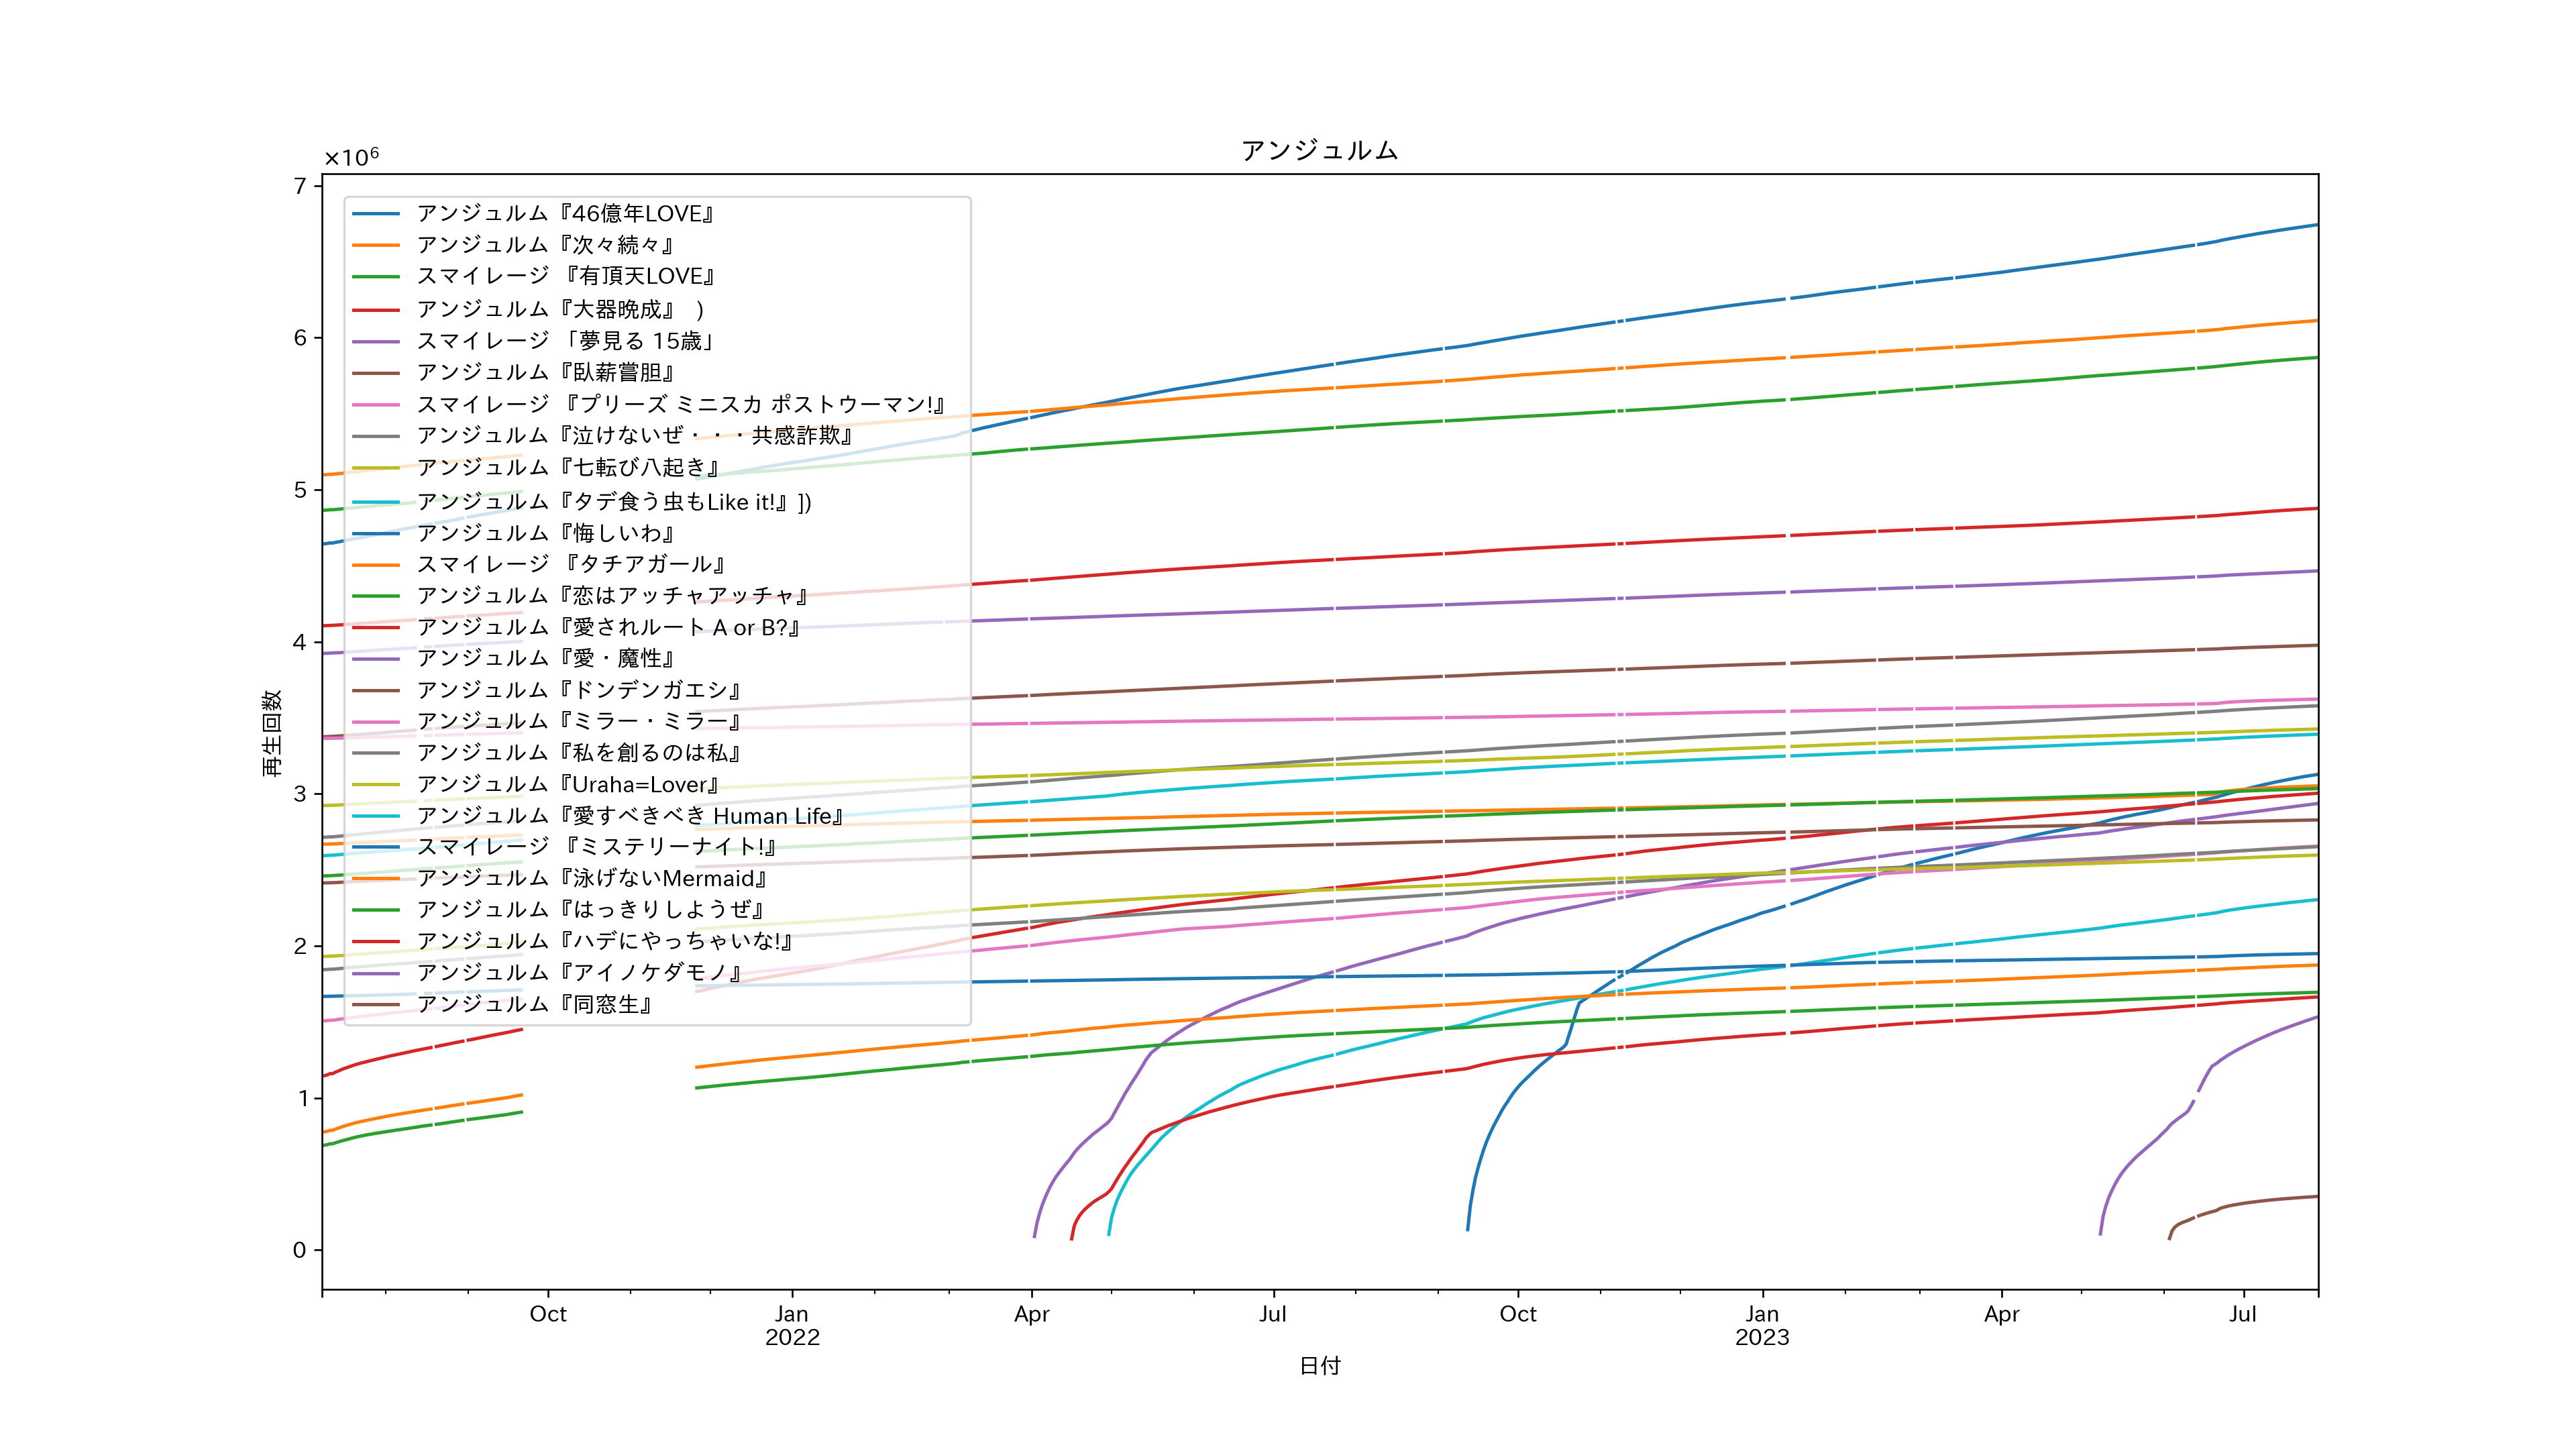 アンジュルム
×10⁶
7
6
5
4
3
2
1
0
再生回数
アンジュルム『46億年LOVE』
アンジュルム『次々続々』
スマイレージ 『有頂天LOVE』
アンジュルム『大器晩成』 )
スマイレージ 「夢見る 15歳」
アンジュルム『臥薪嘗胆』
スマイレージ 『プリーズ ミニスカ ポストウーマン!』
アンジュルム『泣けないぜ・・・共感詐欺』
アンジュルム『七転び八起き』
アンジュルム『タデ食う虫もLike it!』])
アンジュルム『悔しいわ』
スマイレージ 『タチアガール』
アンジュルム『恋はアッチャアッチャ』
アンジュルム『愛されルート A or B?』
アンジュルム『愛・魔性』
アンジュルム『ドンデンガエシ』
アンジュルム『ミラー・ミラー』
アンジュルム『私を創るのは私』
アンジュルム『Uraha=Lover』
アンジュルム『愛すべきべき Human Life』
スマイレージ 『ミステリーナイト!』
アンジュルム『泳げないMermaid』
アンジュルム『はっきりしようぜ』
アンジュルム『ハデにやっちゃいな!』
アンジュルム『アイノケダモノ』
アンジュルム『同窓生』
Oct Jan Apr Jul Oct Jan Apr Jul
2022 2023
日付